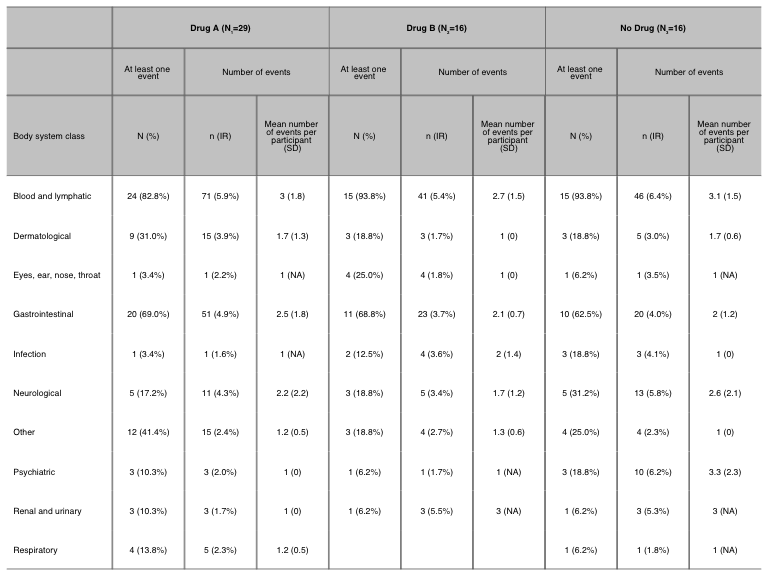 Drug A (N₁=29) Drug B (N₂=16) No Drug (N₃=16)
At least one event Number of events At least one event Number of events At least one event Number of events
Body system class N (%) n (IR) Mean number of events per participant (SD) N (%) n (IR) Mean number of events per participant (SD) N (%) n (IR) Mean number of events per participant (SD)
Blood and lymphatic 24 (82.8%) 71 (5.9%) 3 (1.8) 15 (93.8%) 41 (5.4%) 2.7 (1.5) 15 (93.8%) 46 (6.4%) 3.1 (1.5)
Dermatological 9 (31.0%) 15 (3.9%) 1.7 (1.3) 3 (18.8%) 3 (1.7%) 1 (0) 3 (18.8%) 5 (3.0%) 1.7 (0.6)
Eyes, ear, nose, throat 1 (3.4%) 1 (2.2%) 1 (NA) 4 (25.0%) 4 (1.8%) 1 (0) 1 (6.2%) 1 (3.5%) 1 (NA)
Gastrointestinal 20 (69.0%) 51 (4.9%) 2.5 (1.8) 11 (68.8%) 23 (3.7%) 2.1 (0.7) 10 (62.5%) 20 (4.0%) 2 (1.2)
Infection 1 (3.4%) 1 (1.6%) 1 (NA) 2 (12.5%) 4 (3.6%) 2 (1.4) 3 (18.8%) 3 (4.1%) 1 (0)
Neurological 5 (17.2%) 11 (4.3%) 2.2 (2.2) 3 (18.8%) 5 (3.4%) 1.7 (1.2) 5 (31.2%) 13 (5.8%) 2.6 (2.1)
Other 12 (41.4%) 15 (2.4%) 1.2 (0.5) 3 (18.8%) 4 (2.7%) 1.3 (0.6) 4 (25.0%) 4 (2.3%) 1 (0)
Psychiatric 3 (10.3%) 3 (2.0%) 1 (0) 1 (6.2%) 1 (1.7%) 1 (NA) 3 (18.8%) 10 (6.2%) 3.3 (2.3)
Renal and urinary 3 (10.3%) 3 (1.7%) 1 (0) 1 (6.2%) 3 (5.5%) 3 (NA) 1 (6.2%) 3 (5.3%) 3 (NA)
Respiratory 4 (13.8%) 5 (2.3%) 1.2 (0.5) 1 (6.2%) 1 (1.8%) 1 (NA)